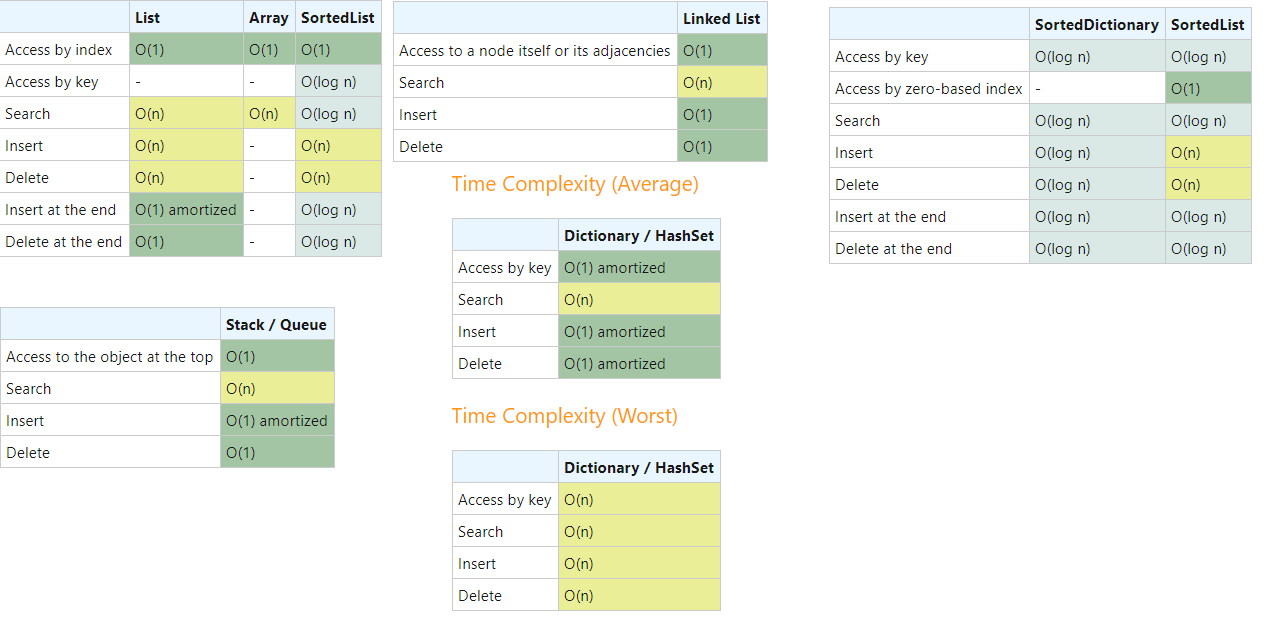 List Array SortedList
Access by index O(1) O(1) O(1)
Access by key - - O(log n)
Search O(n) O(n) O(log n)
Insert O(n) - O(n)
Delete O(n) - O(n)
Insert at the end O(1) amortized - O(log n)
Delete at the end O(1) - O(log n)
Stack / Queue
Access to the object at the top O(1)
Search O(n)
Insert O(1) amortized
Delete O(1)
Linked List
Access to a node itself or its adjacencies O(1)
Search O(n)
Insert O(1)
Delete O(1)
Time Complexity (Average)
Dictionary / HashSet
Access by key O(1) amortized
Search O(n)
Insert O(1) amortized
Delete O(1) amortized
Time Complexity (Worst)
Dictionary / HashSet
Access by key O(n)
Search O(n)
Insert O(n)
Delete O(n)
SortedDictionary SortedList
Access by key O(log n) O(log n)
Access by zero-based index - O(1)
Search O(log n) O(log n)
Insert O(log n) O(n)
Delete O(log n) O(n)
Insert at the end O(log n) O(log n)
Delete at the end O(log n) O(log n)